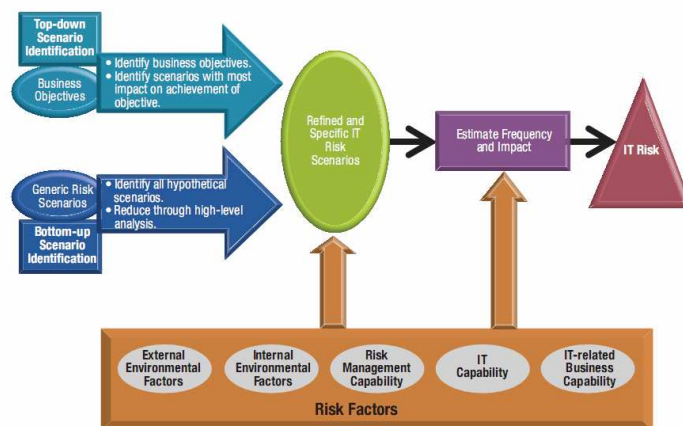 Top-down
Scenario
Identification
Business
Objectives
• Identify business objectives.
• Identify scenarios with most
impact on achievement of
objective.
Generic Risk
Scenarios
Bottom-up
Scenario
Identification
• Identify all hypothetical
scenarios.
• Reduce through high-level
analysis.
Refined and
Specific IT
Risk
Scenarios
Estimate Frequency
and Impact
IT Risk
External
Environmental
Factors
Internal
Environmental
Factors
Risk
Management
Capability
IT
Capability
IT-related
Business
Capability
Risk Factors